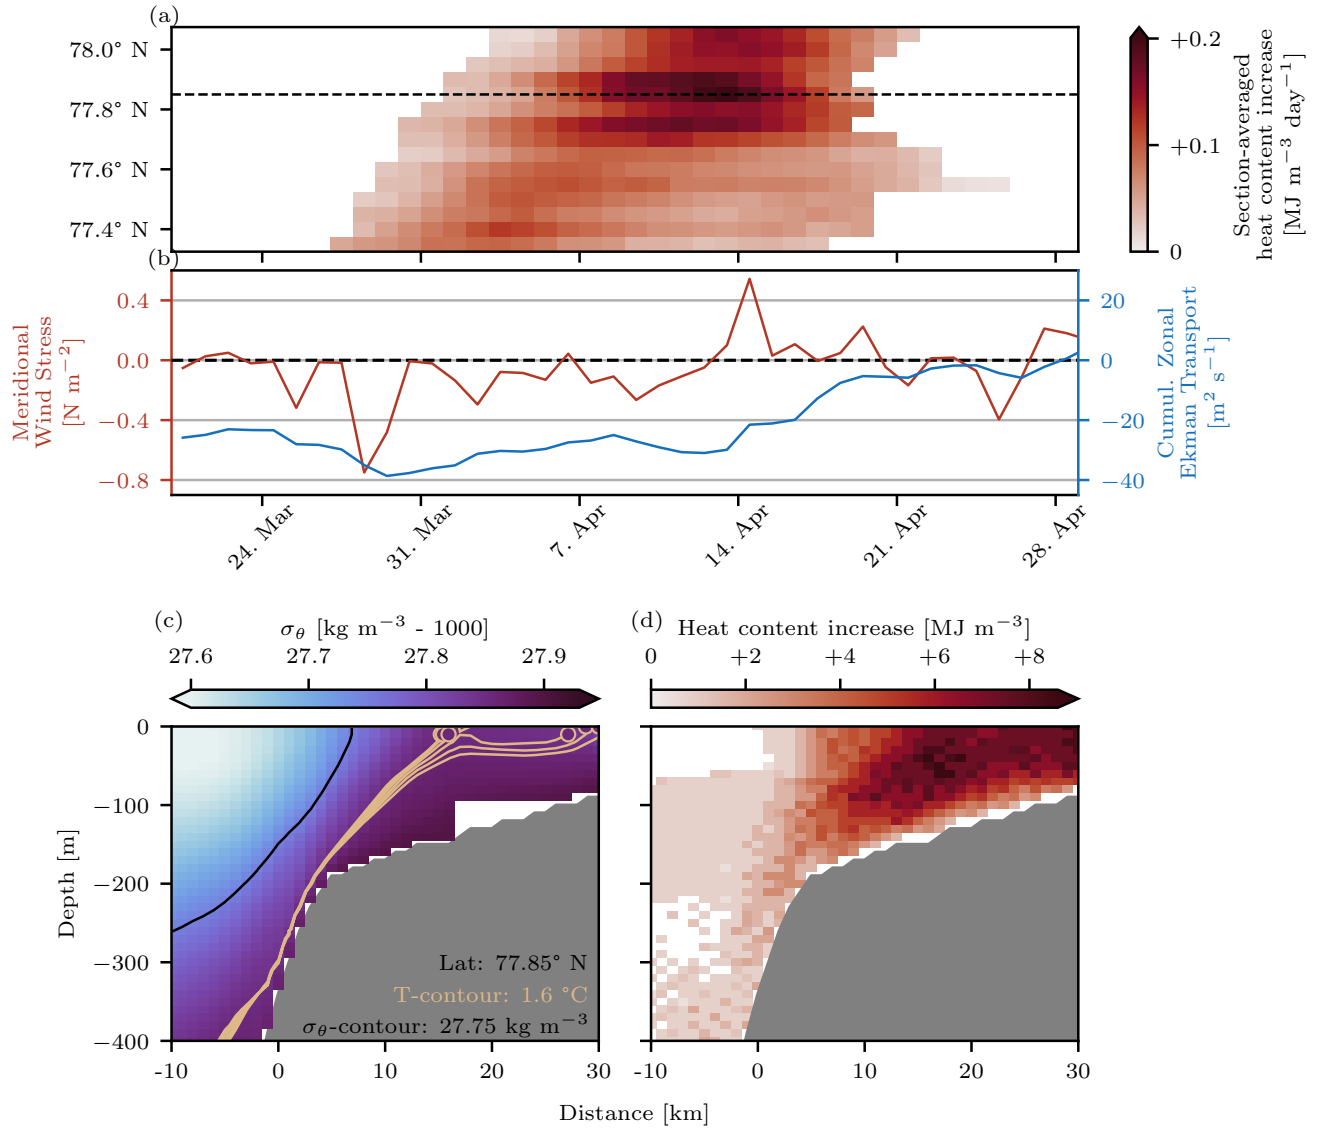 (a)
78.0° N
77.8° N
77.6° N
77.4° N
+0.2
+0.1
0
Section-averaged
heat content increase
[MJ m⁻³ day⁻¹]
(b)
0.4
0.0
−0.4
−0.8
Meridional
Wind Stress
[N m⁻²]
20
0
−20
−40
Cumul. Zonal
Ekman Transport
[m² s⁻¹]
24. Mar
31. Mar
7. Apr
14. Apr
21. Apr
28. Apr
(c)
σ_θ [kg m⁻³ - 1000]
27.6 27.7 27.8 27.9
(d)
Heat content increase [MJ m⁻³]
0 +2 +4 +6 +8
0
−100
−200
−300
−400
Depth [m]
Lat: 77.85° N
T-contour: 1.6 °C
σ_θ-contour: 27.75 kg m⁻³
-10 0 10 20 30
-10 0 10 20 30
Distance [km]